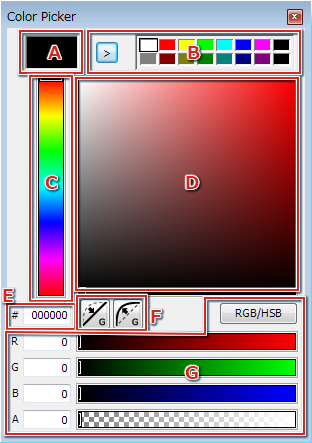 Color Picker
A
>
B
C
D
E
# 000000
G
G
F
RGB/HSB
R 0
G 0
G
B 0
A 0